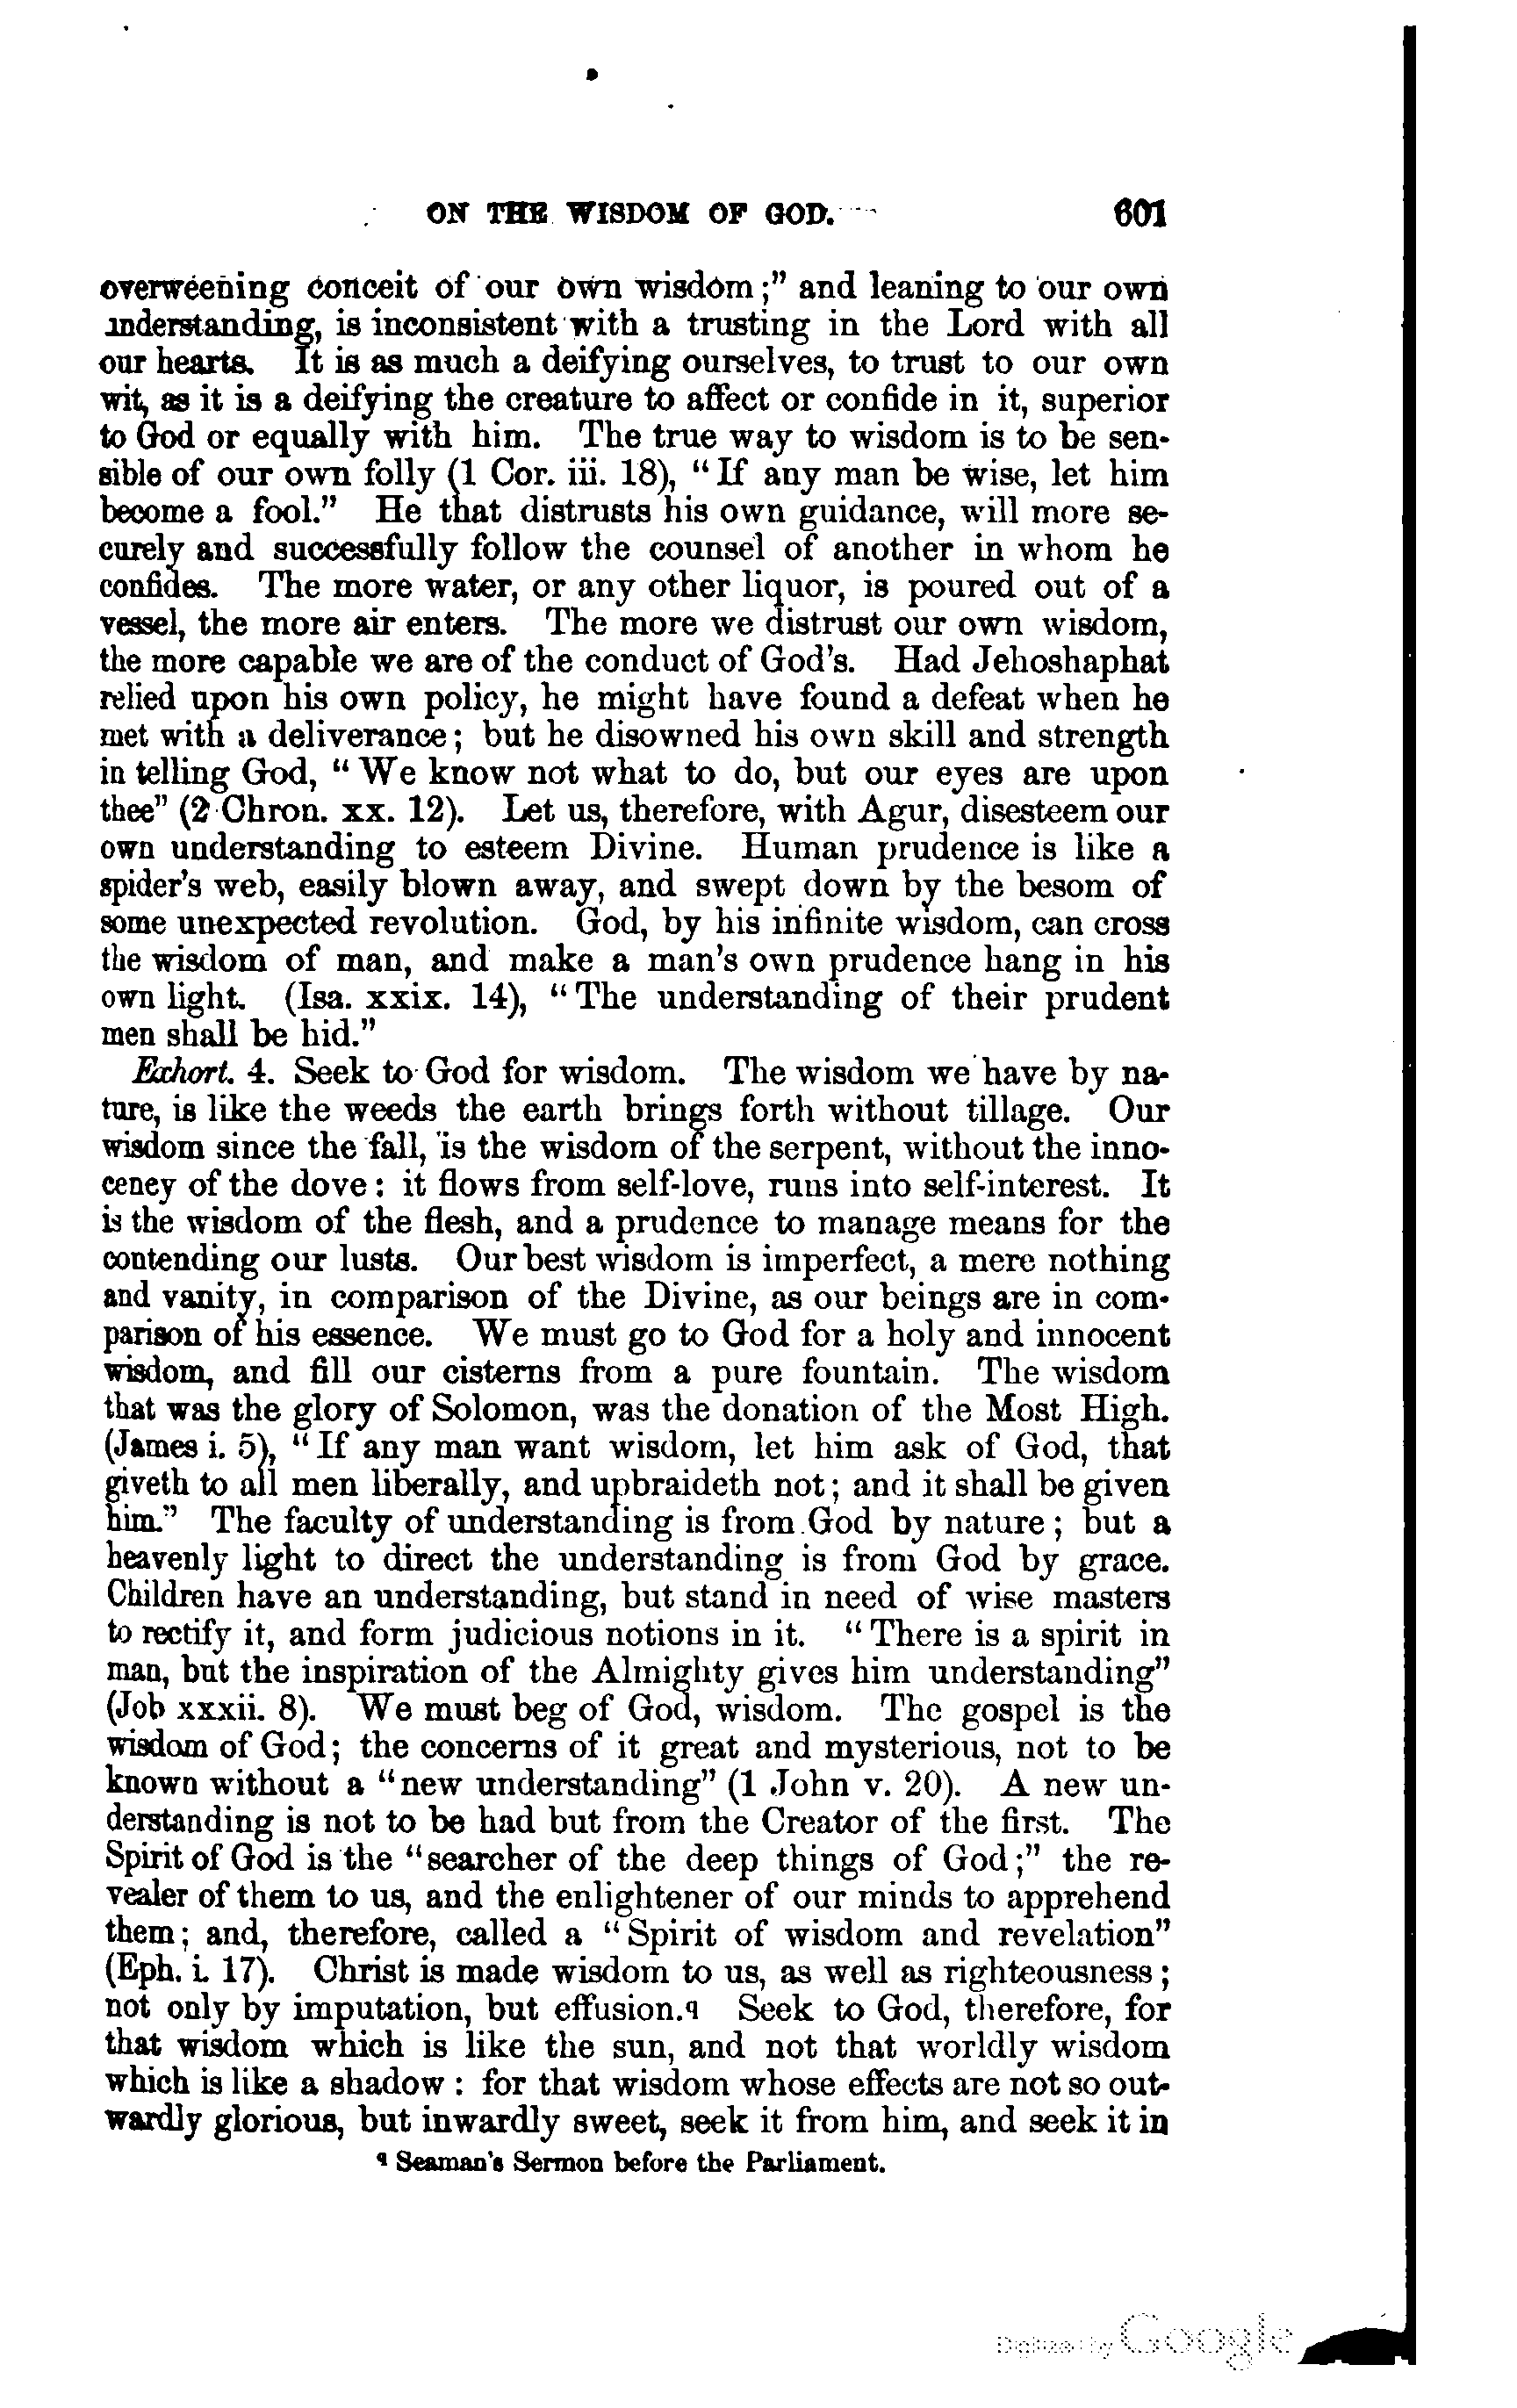 ON THE WISDOM OF GOD. 601
overweening conceit of our own wisdom;" and leaning to our own
understanding, is inconsistent with a trusting in the Lord with all
our hearts. It is as much a deifying ourselves, to trust to our own
wit, as it is a deifying the creature to affect or confide in it, superior
to God or equally with him. The true way to wisdom is to be sen-
sible of our own folly (1 Cor. iii. 18), "If any man be wise, let him
become a fool." He that distrusts his own guidance, will more se-
curely and successfully follow the counsel of another in whom he
confides. The more water, or any other liquor, is poured out of a
vessel, the more air enters. The more we distrust our own wisdom,
the more capable we are of the conduct of God's. Had Jehoshaphat
relied upon his own policy, he might have found a defeat when he
met with a deliverance; but he disowned his own skill and strength
in telling God, "We know not what to do, but our eyes are upon
thee" (2 Chron. xx. 12). Let us, therefore, with Agur, disesteem our
own understanding to esteem Divine. Human prudence is like a
spider's web, easily blown away, and swept down by the besom of
some unexpected revolution. God, by his infinite wisdom, can cross
the wisdom of man, and make a man's own prudence hang in his
own light. (Isa. xxix. 14), "The understanding of their prudent
men shall be hid."
Exhort. 4. Seek to God for wisdom. The wisdom we have by na-
ture, is like the weeds the earth brings forth without tillage. Our
wisdom since the fall, is the wisdom of the serpent, without the inno-
ceney of the dove: it flows from self-love, runs into self-interest. It
is the wisdom of the flesh, and a prudence to manage means for the
contending our lusts. Our best wisdom is imperfect, a mere nothing
and vanity, in comparison of the Divine, as our beings are in com-
parison of his essence. We must go to God for a holy and innocent
wisdom, and fill our cisterns from a pure fountain. The wisdom
that was the glory of Solomon, was the donation of the Most High.
(James i. 5), "If any man want wisdom, let him ask of God, that
giveth to all men liberally, and upbraideth not; and it shall be given
him." The faculty of understanding is from God by nature; but a
heavenly light to direct the understanding is from God by grace.
Children have an understanding, but stand in need of wise masters
to rectify it, and form judicious notions in it. "There is a spirit in
man, but the inspiration of the Almighty gives him understanding"
(Job xxxii. 8). We must beg of God, wisdom. The gospel is the
wisdom of God; the concerns of it great and mysterious, not to be
known without a "new understanding" (1 John v. 20). A new un-
derstanding is not to be had but from the Creator of the first. The
Spirit of God is the "searcher of the deep things of God;" the re-
vealer of them to us, and the enlightener of our minds to apprehend
them; and, therefore, called a "Spirit of wisdom and revelation"
(Eph. i. 17). Christ is made wisdom to us, as well as righteousness;
not only by imputation, but effusion.q Seek to God, therefore, for
that wisdom which is like the sun, and not that worldly wisdom
which is like a shadow: for that wisdom whose effects are not so out-
wardly glorious, but inwardly sweet, seek it from him, and seek it in
q Seaman's Sermon before the Parliament.
Digitized by Google